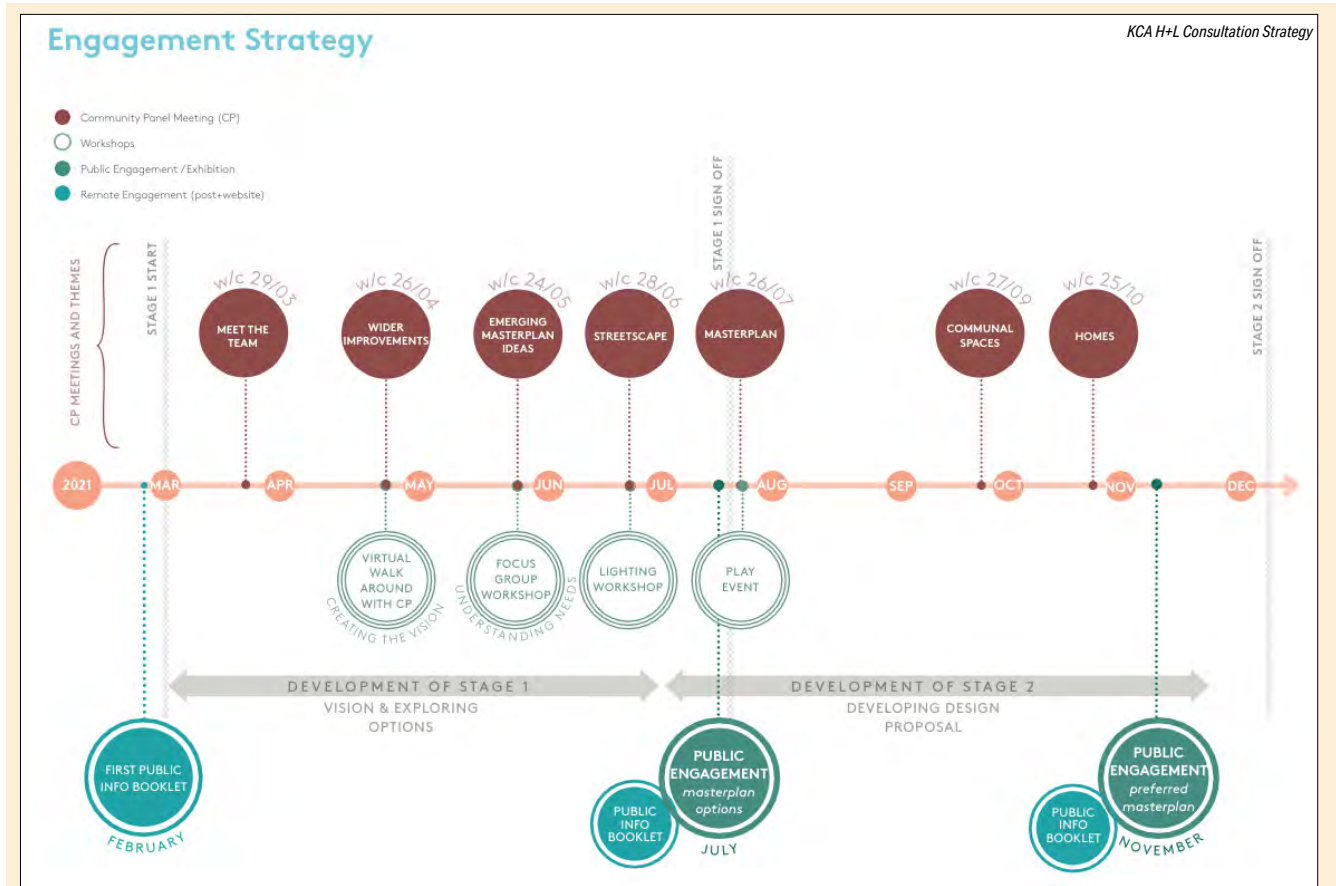 KCA H+L Consultation Strategy
Engagement Strategy
Community Panel Meeting (CP)
Workshops
Public Engagement / Exhibition
Remote Engagement (post+website)
CP MEETINGS AND THEMES
STAGE 1 START
STAGE 1 SIGN OFF
STAGE 2 SIGN OFF
w/c 29/03
MEET THE
TEAM
w/c 26/04
WIDER
IMPROVEMENTS
w/c 24/05
EMERGING
MASTERPLAN
IDEAS
w/c 28/06
STREETSCAPE
w/c 26/07
MASTERPLAN
w/c 27/09
COMMUNAL
SPACES
w/c 25/10
HOMES
2021
MAR
APR
MAY
JUN
JUL
AUG
SEP
OCT
NOV
DEC
VIRTUAL
WALK
AROUND
WITH CP
CREATING THE VISION
FOCUS
GROUP
WORKSHOP
UNDERSTANDING NEEDS
LIGHTING
WORKSHOP
PLAY
EVENT
DEVELOPMENT OF STAGE 1
VISION & EXPLORING
OPTIONS
DEVELOPMENT OF STAGE 2
DEVELOPING DESIGN
PROPOSAL
FIRST PUBLIC
INFO BOOKLET
FEBRUARY
PUBLIC
INFO
BOOKLET
PUBLIC
ENGAGEMENT
masterplan
options
JULY
PUBLIC
INFO
BOOKLET
PUBLIC
ENGAGEMENT
preferred
masterplan
NOVEMBER